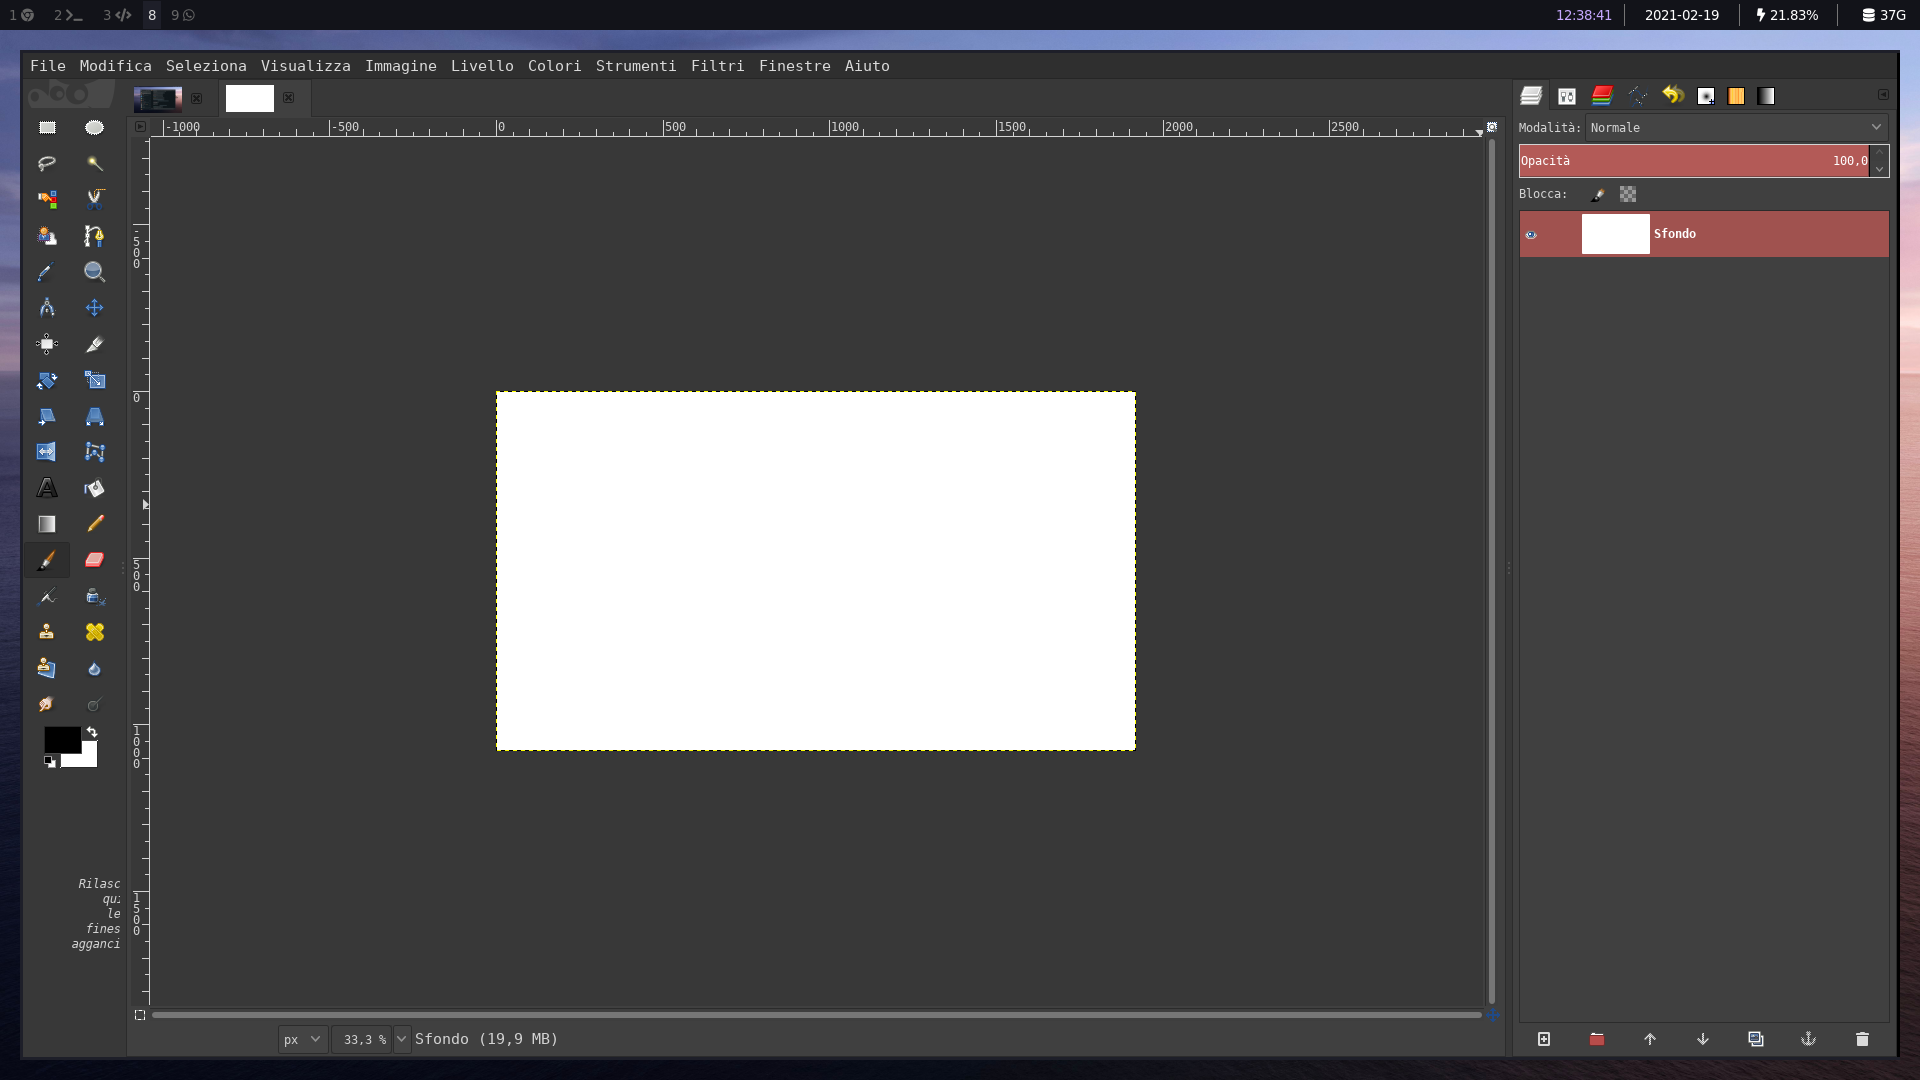 1 2 3 8 9 12:38:41 2021-02-19 21.83% 37G
File Modifica Seleziona Visualizza Immagine Livello Colori Strumenti Filtri Finestre Aiuto
-1000 -500 0 500 1000 1500 2000 2500
-500
0
500
1000
1500
Rilasc
qui
le
fines
agganci
px 33,3 % Sfondo (19,9 MB)
Modalità: Normale
Opacità 100,0
Blocca:
Sfondo